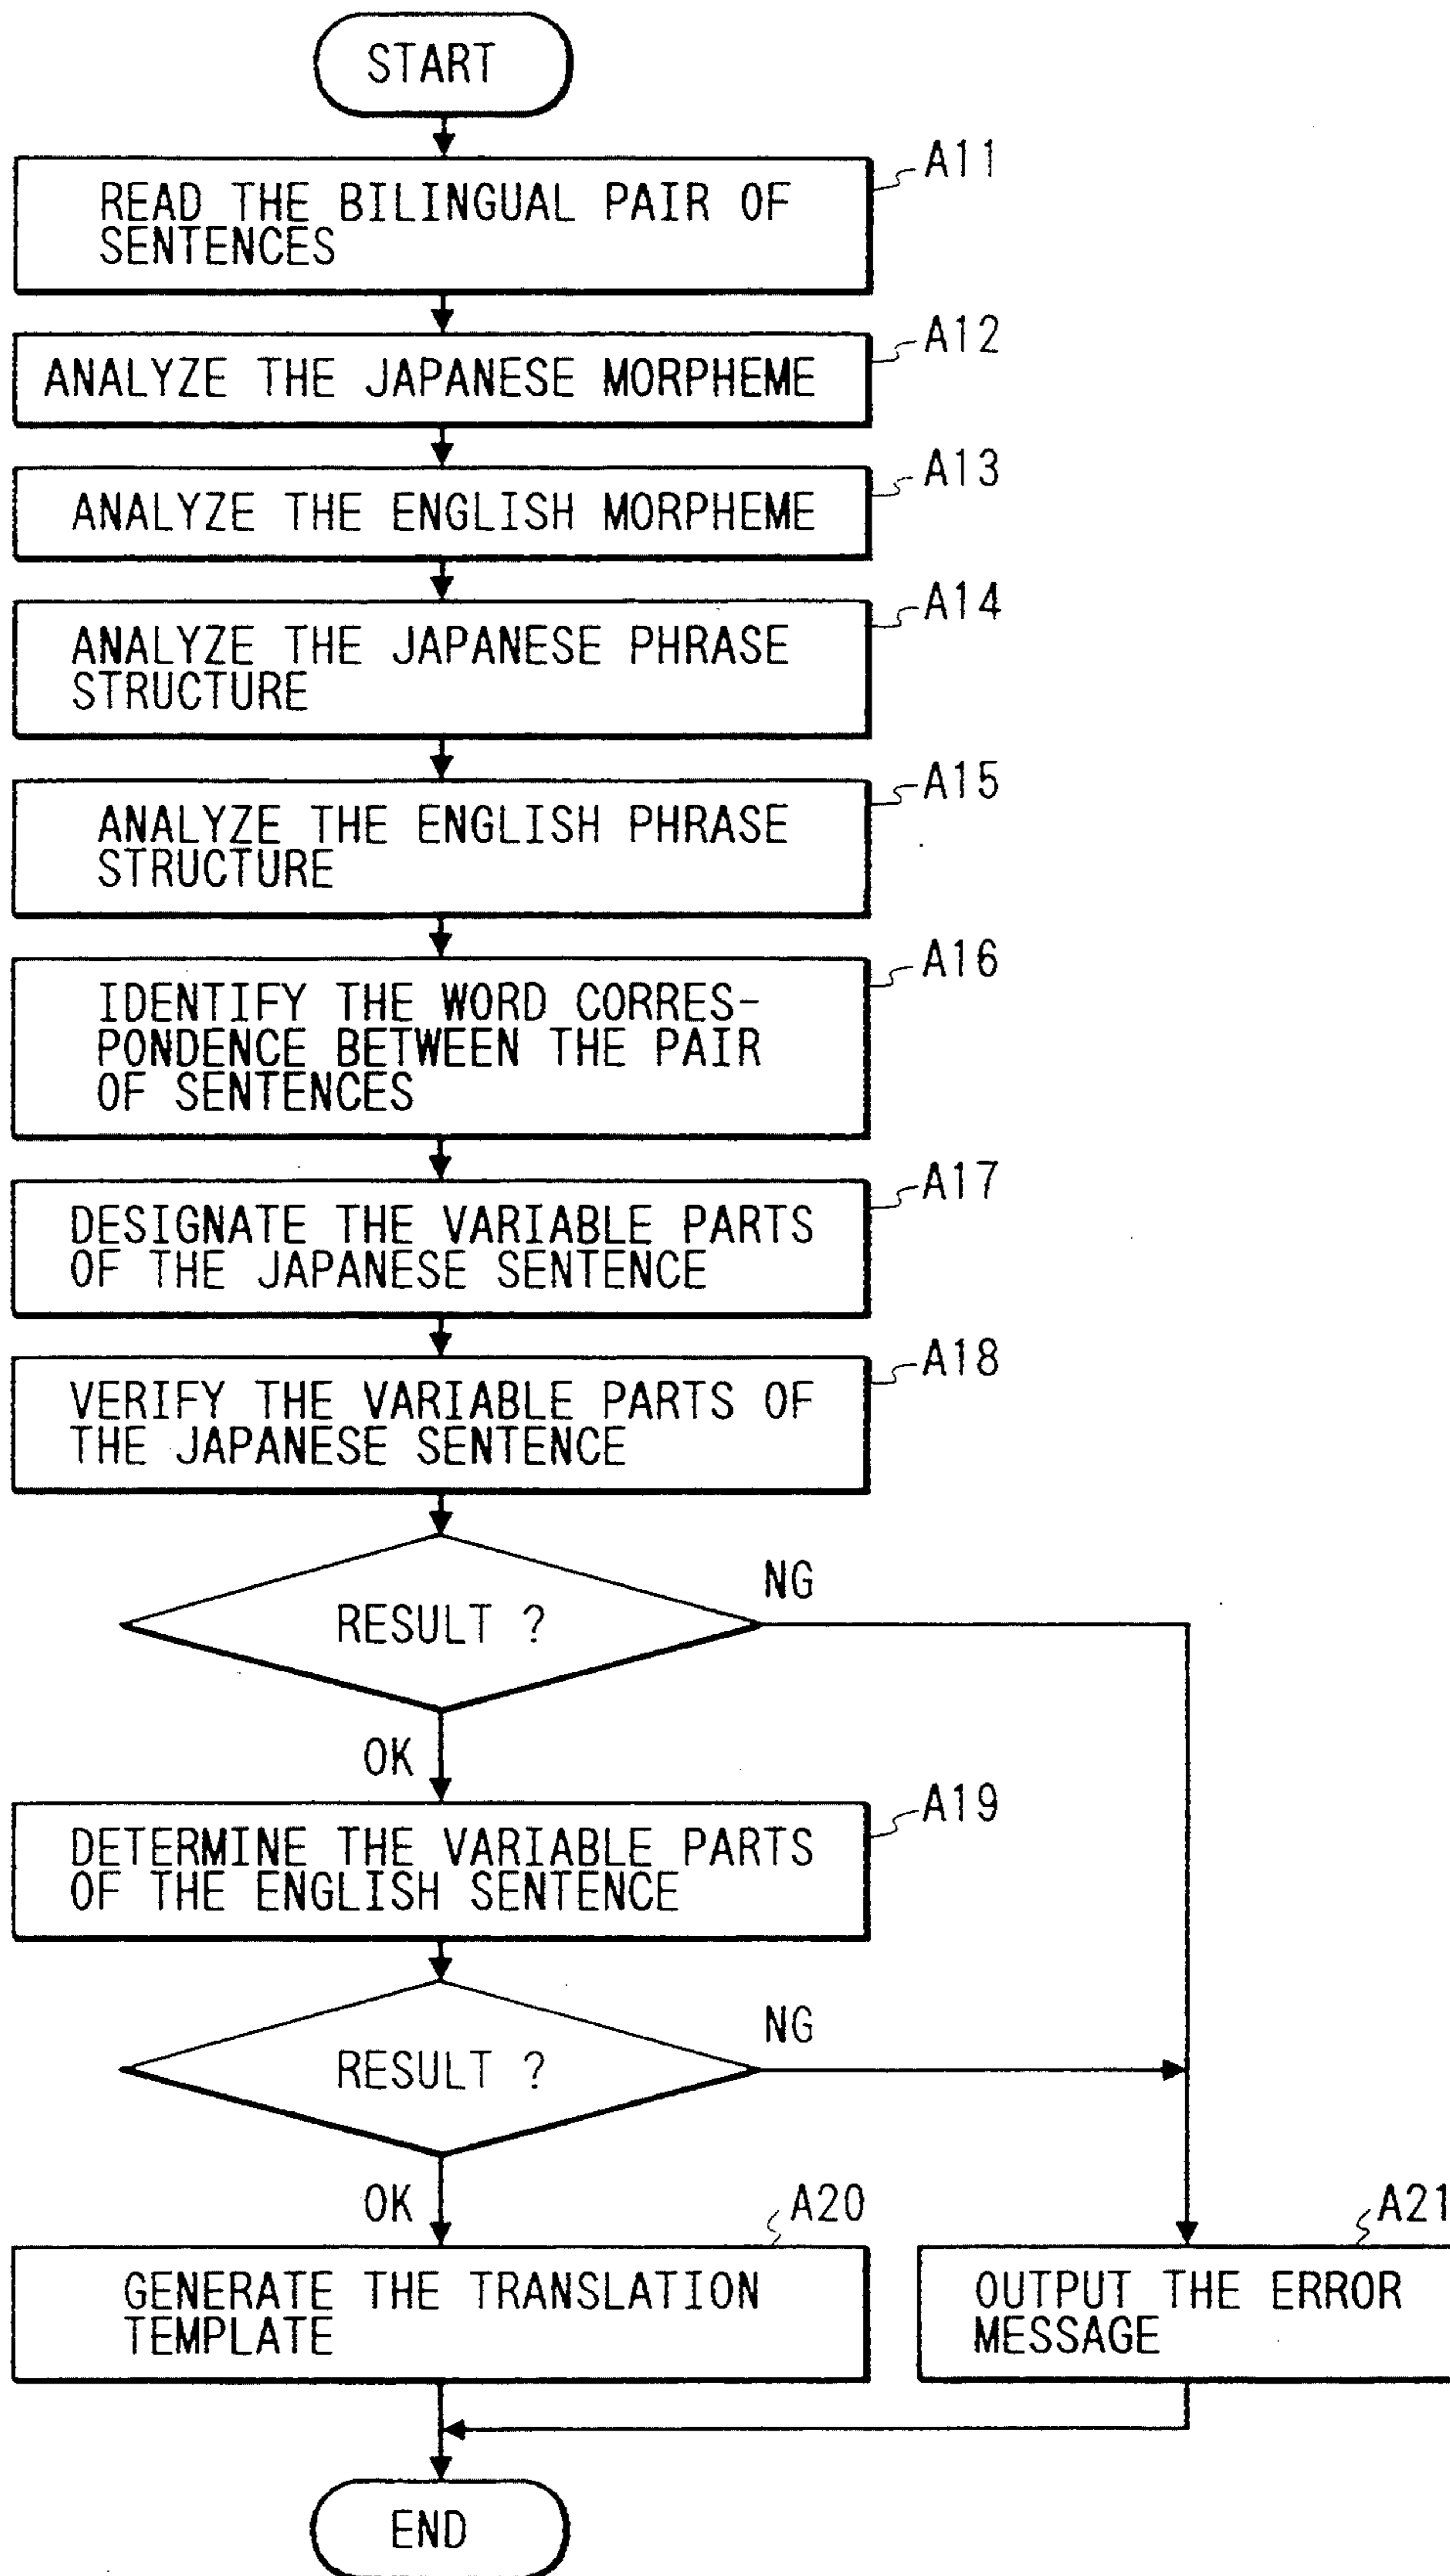 START
A11
READ THE BILINGUAL PAIR OF
SENTENCES
A12
ANALYZE THE JAPANESE MORPHEME
A13
ANALYZE THE ENGLISH MORPHEME
A14
ANALYZE THE JAPANESE PHRASE
STRUCTURE
A15
ANALYZE THE ENGLISH PHRASE
STRUCTURE
A16
IDENTIFY THE WORD CORRES-
PONDENCE BETWEEN THE PAIR
OF SENTENCES
A17
DESIGNATE THE VARIABLE PARTS
OF THE JAPANESE SENTENCE
A18
VERIFY THE VARIABLE PARTS OF
THE JAPANESE SENTENCE
NG
RESULT ?
OK
A19
DETERMINE THE VARIABLE PARTS
OF THE ENGLISH SENTENCE
NG
RESULT ?
OK
A20
GENERATE THE TRANSLATION
TEMPLATE
A21
OUTPUT THE ERROR
MESSAGE
END